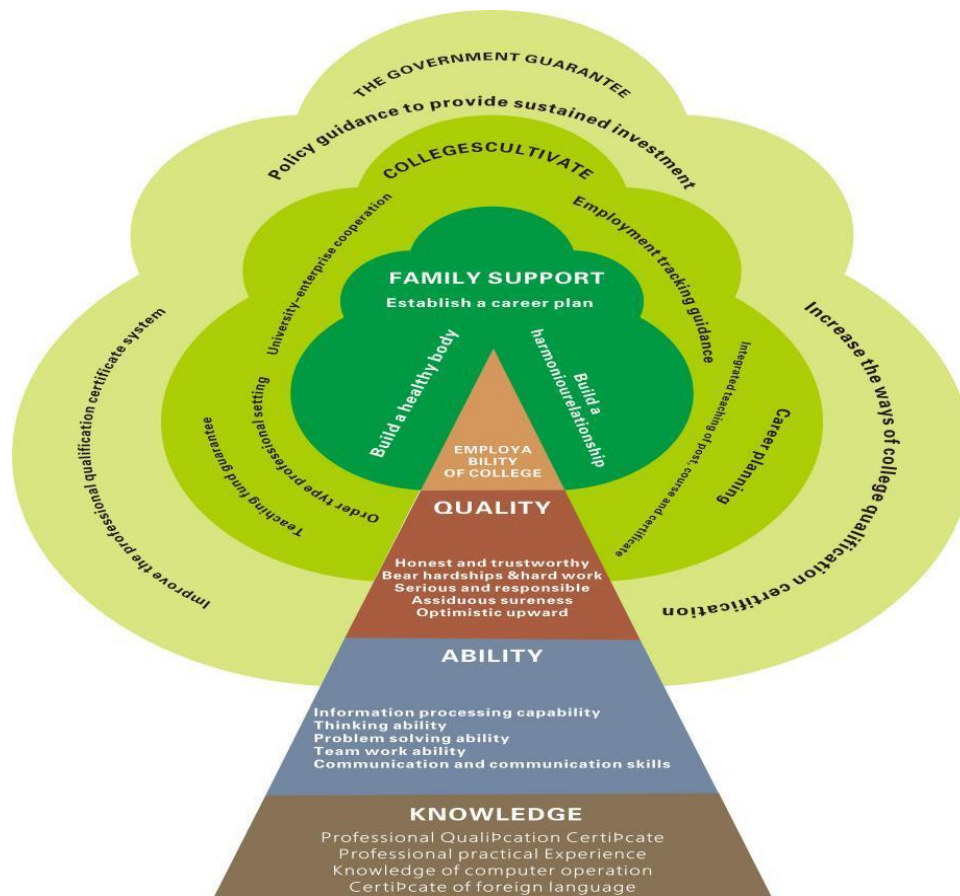 THE GOVERNMENT GUARANTEE
Policy guidance to provide sustained investment
COLLEGESCULTIVATE
University-enterprise cooperation
Employment tracking guidance
FAMILY SUPPORT
Establish a career plan
Build a healthy body
Build a
harmoniourelationship
Improve the professional qualification certificate system
Increase the ways of college qualification certification
Teaching fund guarantee
Order type professional setting
Integrated teaching of post, course and certificate
Career planning
EMPLOYA
BILITY
OF COLLEGE
QUALITY
Honest and trustworthy
Bear hardships &hard work
Serious and responsible
Assiduous sureness
Optimistic upward
ABILITY
Information processing capability
Thinking ability
Problem solving ability
Team work ability
Communication and communication skills
KNOWLEDGE
Professional QualiÞcation CertiÞcate
Professional practical Experience
Knowledge of computer operation
CertiÞcate of foreign language